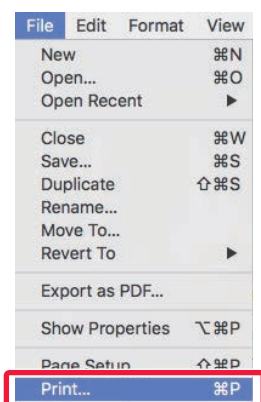 File Edit Format View
New ⌘N
Open... ⌘O
Open Recent ▶
Close ⌘W
Save... ⌘S
Duplicate ⇧⌘S
Rename...
Move To...
Revert To ▶
Export as PDF...
Show Properties ⌥⌘P
Page Setup ⇧⌘P
Print... ⌘P